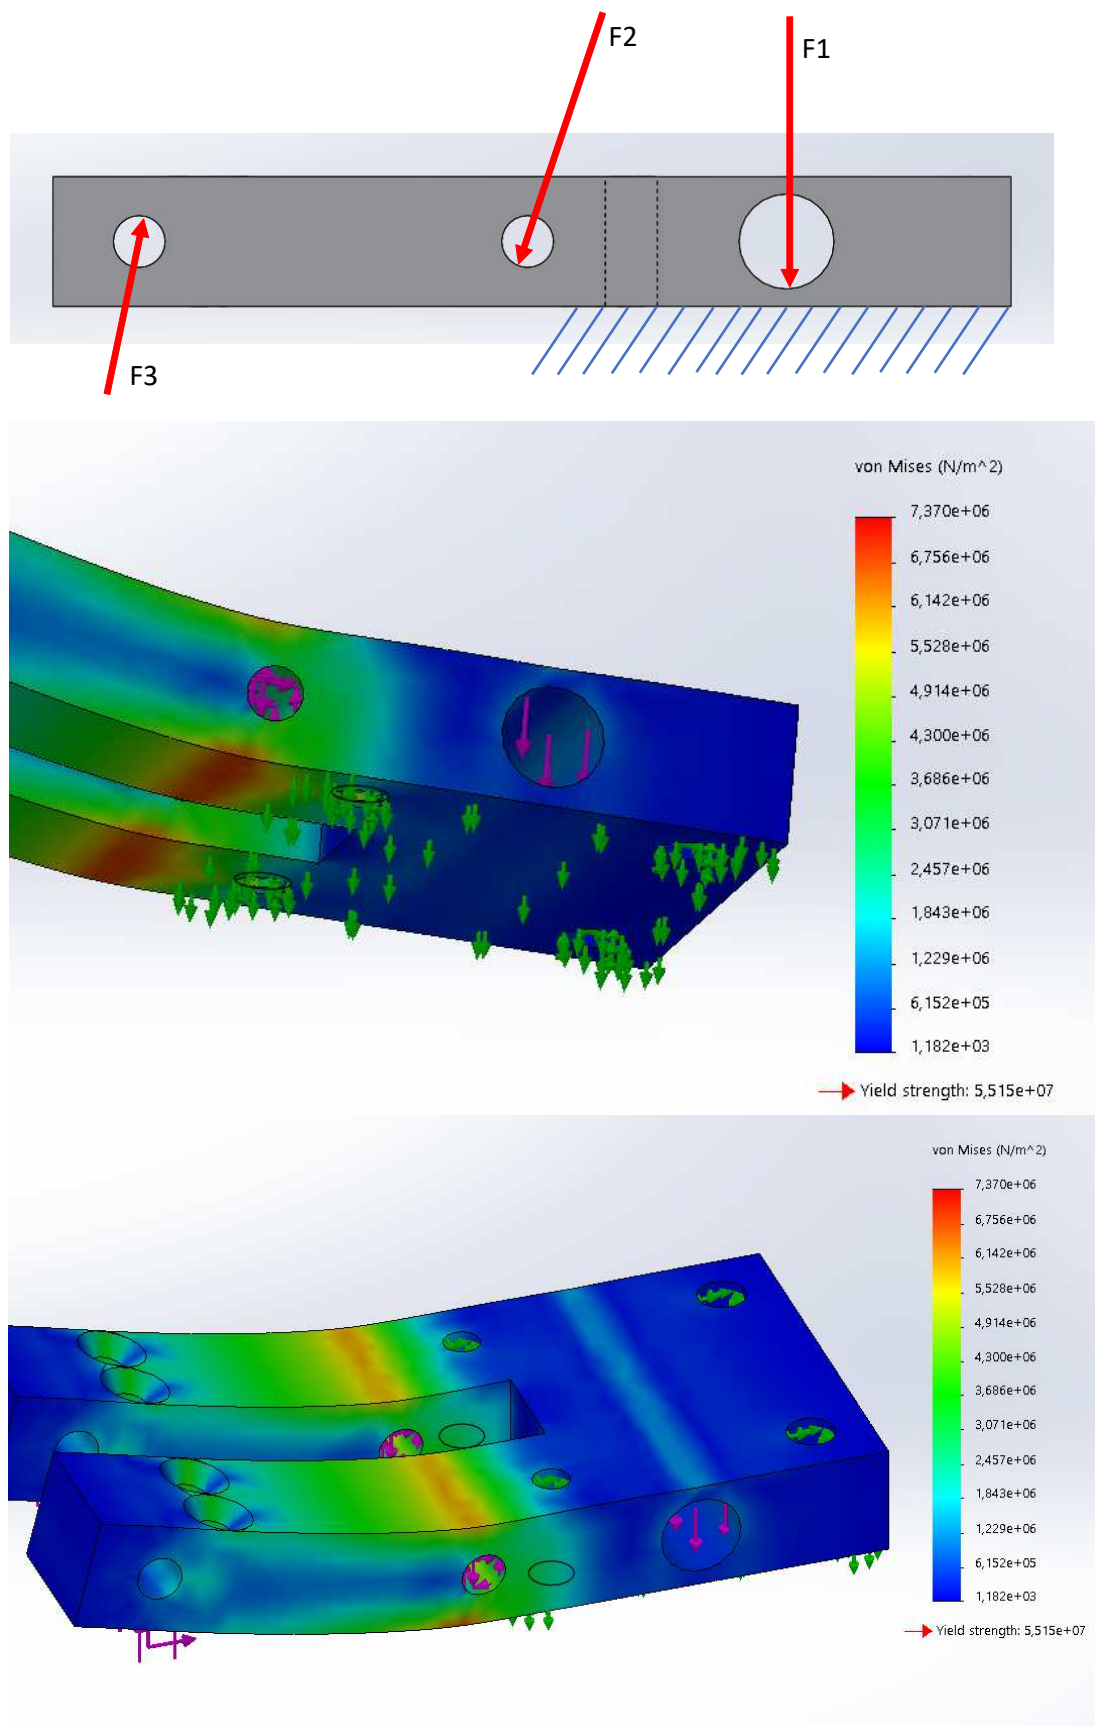 F2
F1
F3
von Mises (N/m^2)
7,370e+06
6,756e+06
6,142e+06
5,528e+06
4,914e+06
4,300e+06
3,686e+06
3,071e+06
2,457e+06
1,843e+06
1,229e+06
6,152e+05
1,182e+03
Yield strength: 5,515e+07
von Mises (N/m^2)
7,370e+06
6,756e+06
6,142e+06
5,528e+06
4,914e+06
4,300e+06
3,686e+06
3,071e+06
2,457e+06
1,843e+06
1,229e+06
6,152e+05
1,182e+03
Yield strength: 5,515e+07